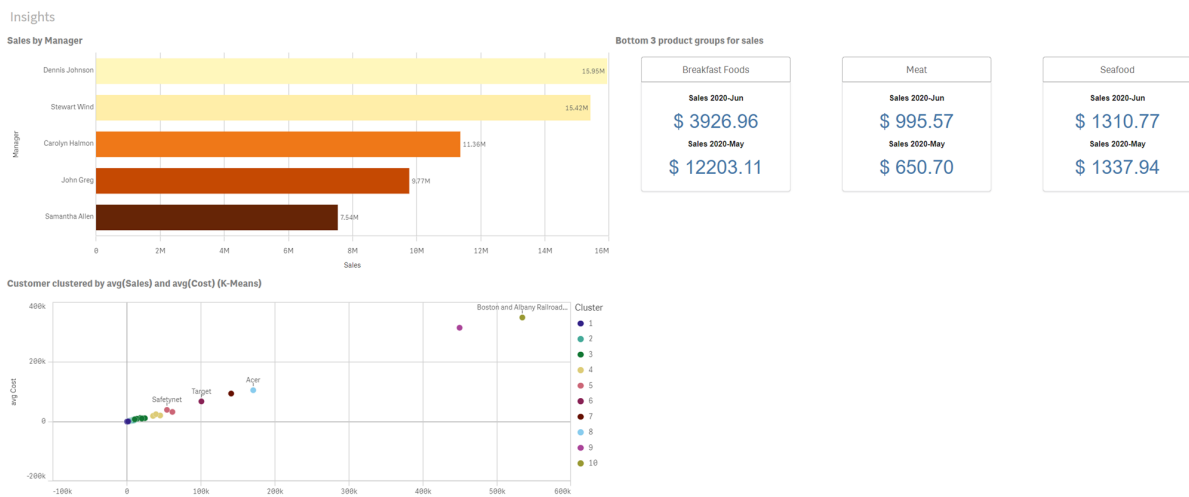 Insights
Sales by Manager
Manager
Dennis Johnson
15.95M
Stewart Wind
15.42M
Carolyn Halmon
11.36M
John Greg
9.77M
Samantha Allen
7.54M
0 2M 4M 6M 8M 10M 12M 14M 16M
Sales
Bottom 3 product groups for sales
Breakfast Foods
Sales 2020-Jun
$ 3926.96
Sales 2020-May
$ 12203.11
Meat
Sales 2020-Jun
$ 995.57
Sales 2020-May
$ 650.70
Seafood
Sales 2020-Jun
$ 1310.77
Sales 2020-May
$ 1337.94
Customer clustered by avg(Sales) and avg(Cost) (K-Means)
avg Cost
400k
200k
0
-200k
Boston and Albany Railroad...
Acer
Target
Safetynet
-100k 0 100k 200k 300k 400k 500k 600k
Cluster
1
2
3
4
5
6
7
8
9
10